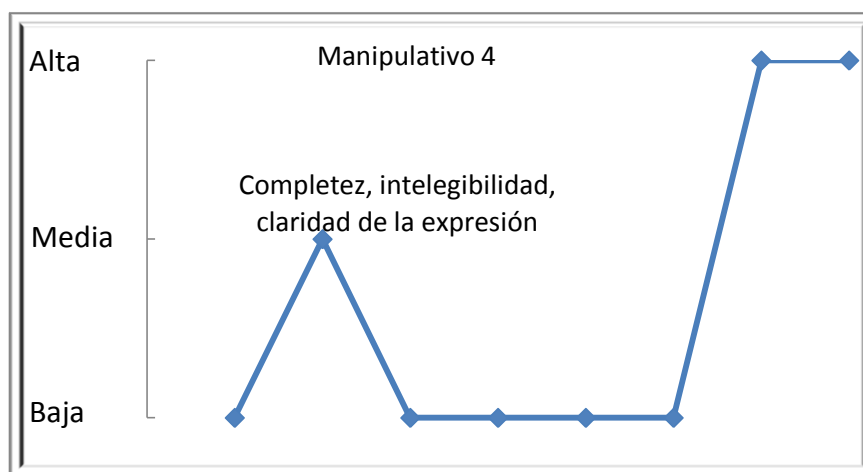 Manipulativo 4
Alta
Completez, intelegibilidad,
claridad de la expresión
Media
Baja